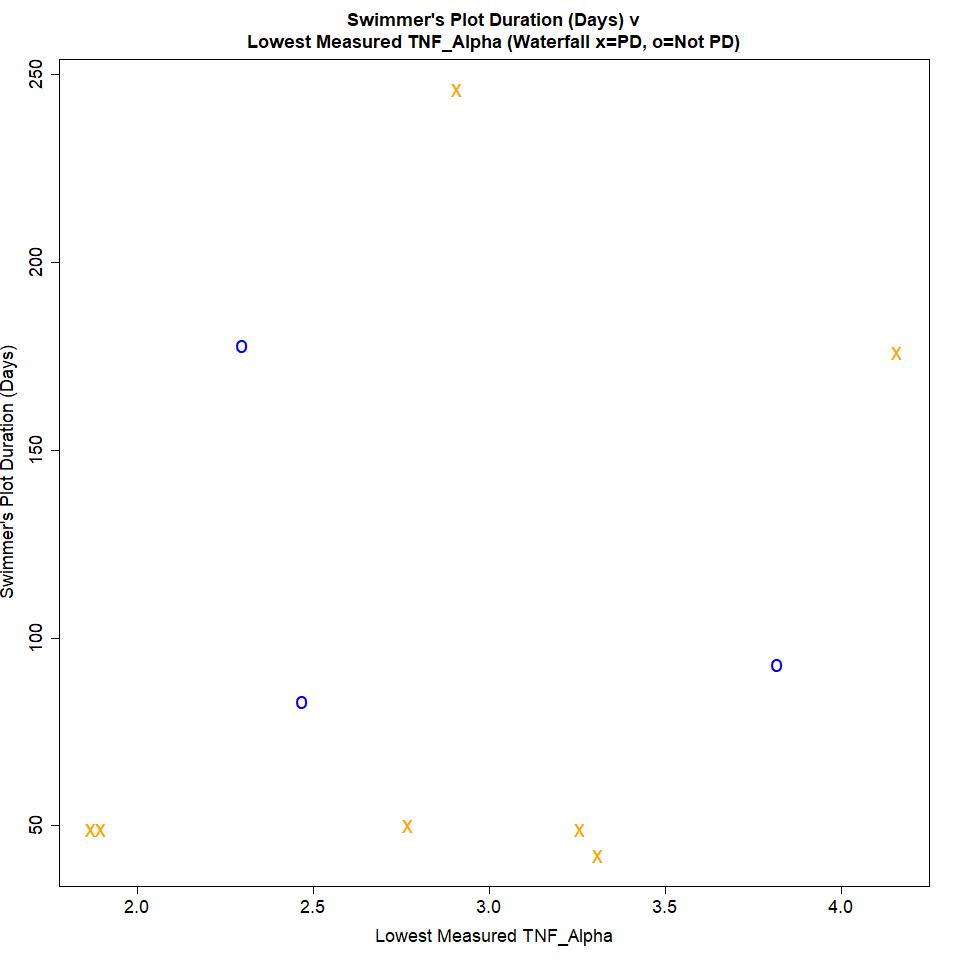 Swimmer's Plot Duration (Days) v
Lowest Measured TNF_Alpha (Waterfall x=PD, o=Not PD)
Swimmer's Plot Duration (Days)
250
200
150
100
50
X
O
X
O
O
XX
X
X
X
2.0 2.5 3.0 3.5 4.0
Lowest Measured TNF_Alpha